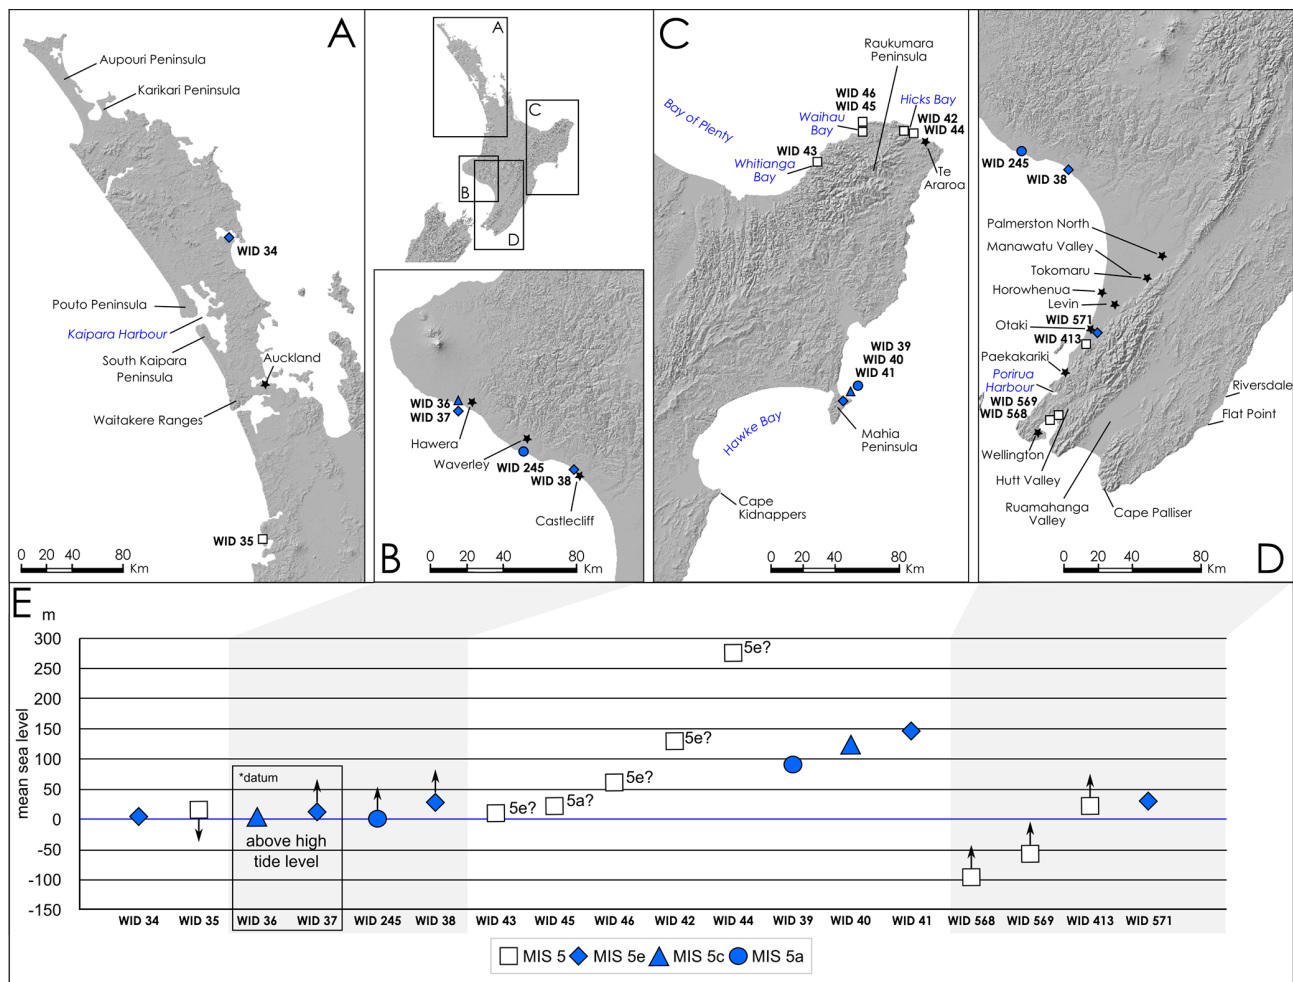 A
Aupouri Peninsula
Karikari Peninsula
WID 34
Pouto Peninsula
Kaipara Harbour
South Kaipara
Peninsula
Auckland
Waitakere Ranges
WID 35
0 20 40 80
Km
A
C
B
D
WID 36
WID 37
Hawera
Waverley
WID 245
WID 38
Castlecliff
B
0 20 40 80
Km
C
Raukumara
Peninsula
Bay of Plenty
WID 46
WID 45
Hicks Bay
Waihau
Bay
WID 42
WID 44
WID 43
Whitianga
Bay
Te
Araroa
WID 39
WID 40
WID 41
Hawke Bay
Mahia
Peninsula
Cape
Kidnappers
0 20 40 80
Km
WID 245
WID 38
Palmerston North
Manawatu Valley
Tokomaru
Horowhenua
Levin
WID 571
Otaki
WID 413
Paekakariki
Porirua
Harbour
Riversdale
WID 569
WID 568
Flat Point
Wellington
Hutt Valley
Ruamahanga
Valley
Cape Palliser
0 20 40 80
Km
D
E
m
mean sea level
300
250
200
150
100
50
0
-50
-100
-150
*datum
above high
tide level
5e?
5a?
5e?
5e?
5e?
WID 34 WID 35 WID 36 WID 37 WID 245 WID 38 WID 43 WID 45 WID 46 WID 42 WID 44 WID 39 WID 40 WID 41 WID 568 WID 569 WID 413 WID 571
MIS 5 MIS 5e MIS 5c MIS 5a